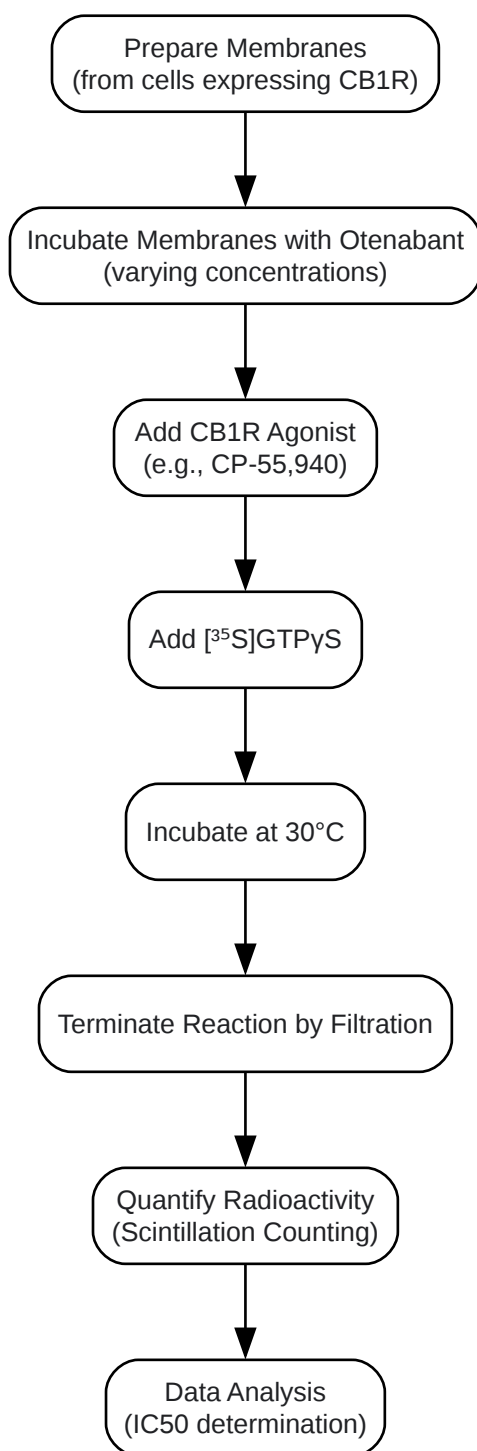 Prepare Membranes
(from cells expressing CB1R)
Incubate Membranes with Otenabant
(varying concentrations)
Add CB1R Agonist
(e.g., CP-55,940)
Add [³⁵S]GTPγS
Incubate at 30°C
Terminate Reaction by Filtration
Quantify Radioactivity
(Scintillation Counting)
Data Analysis
(IC50 determination)